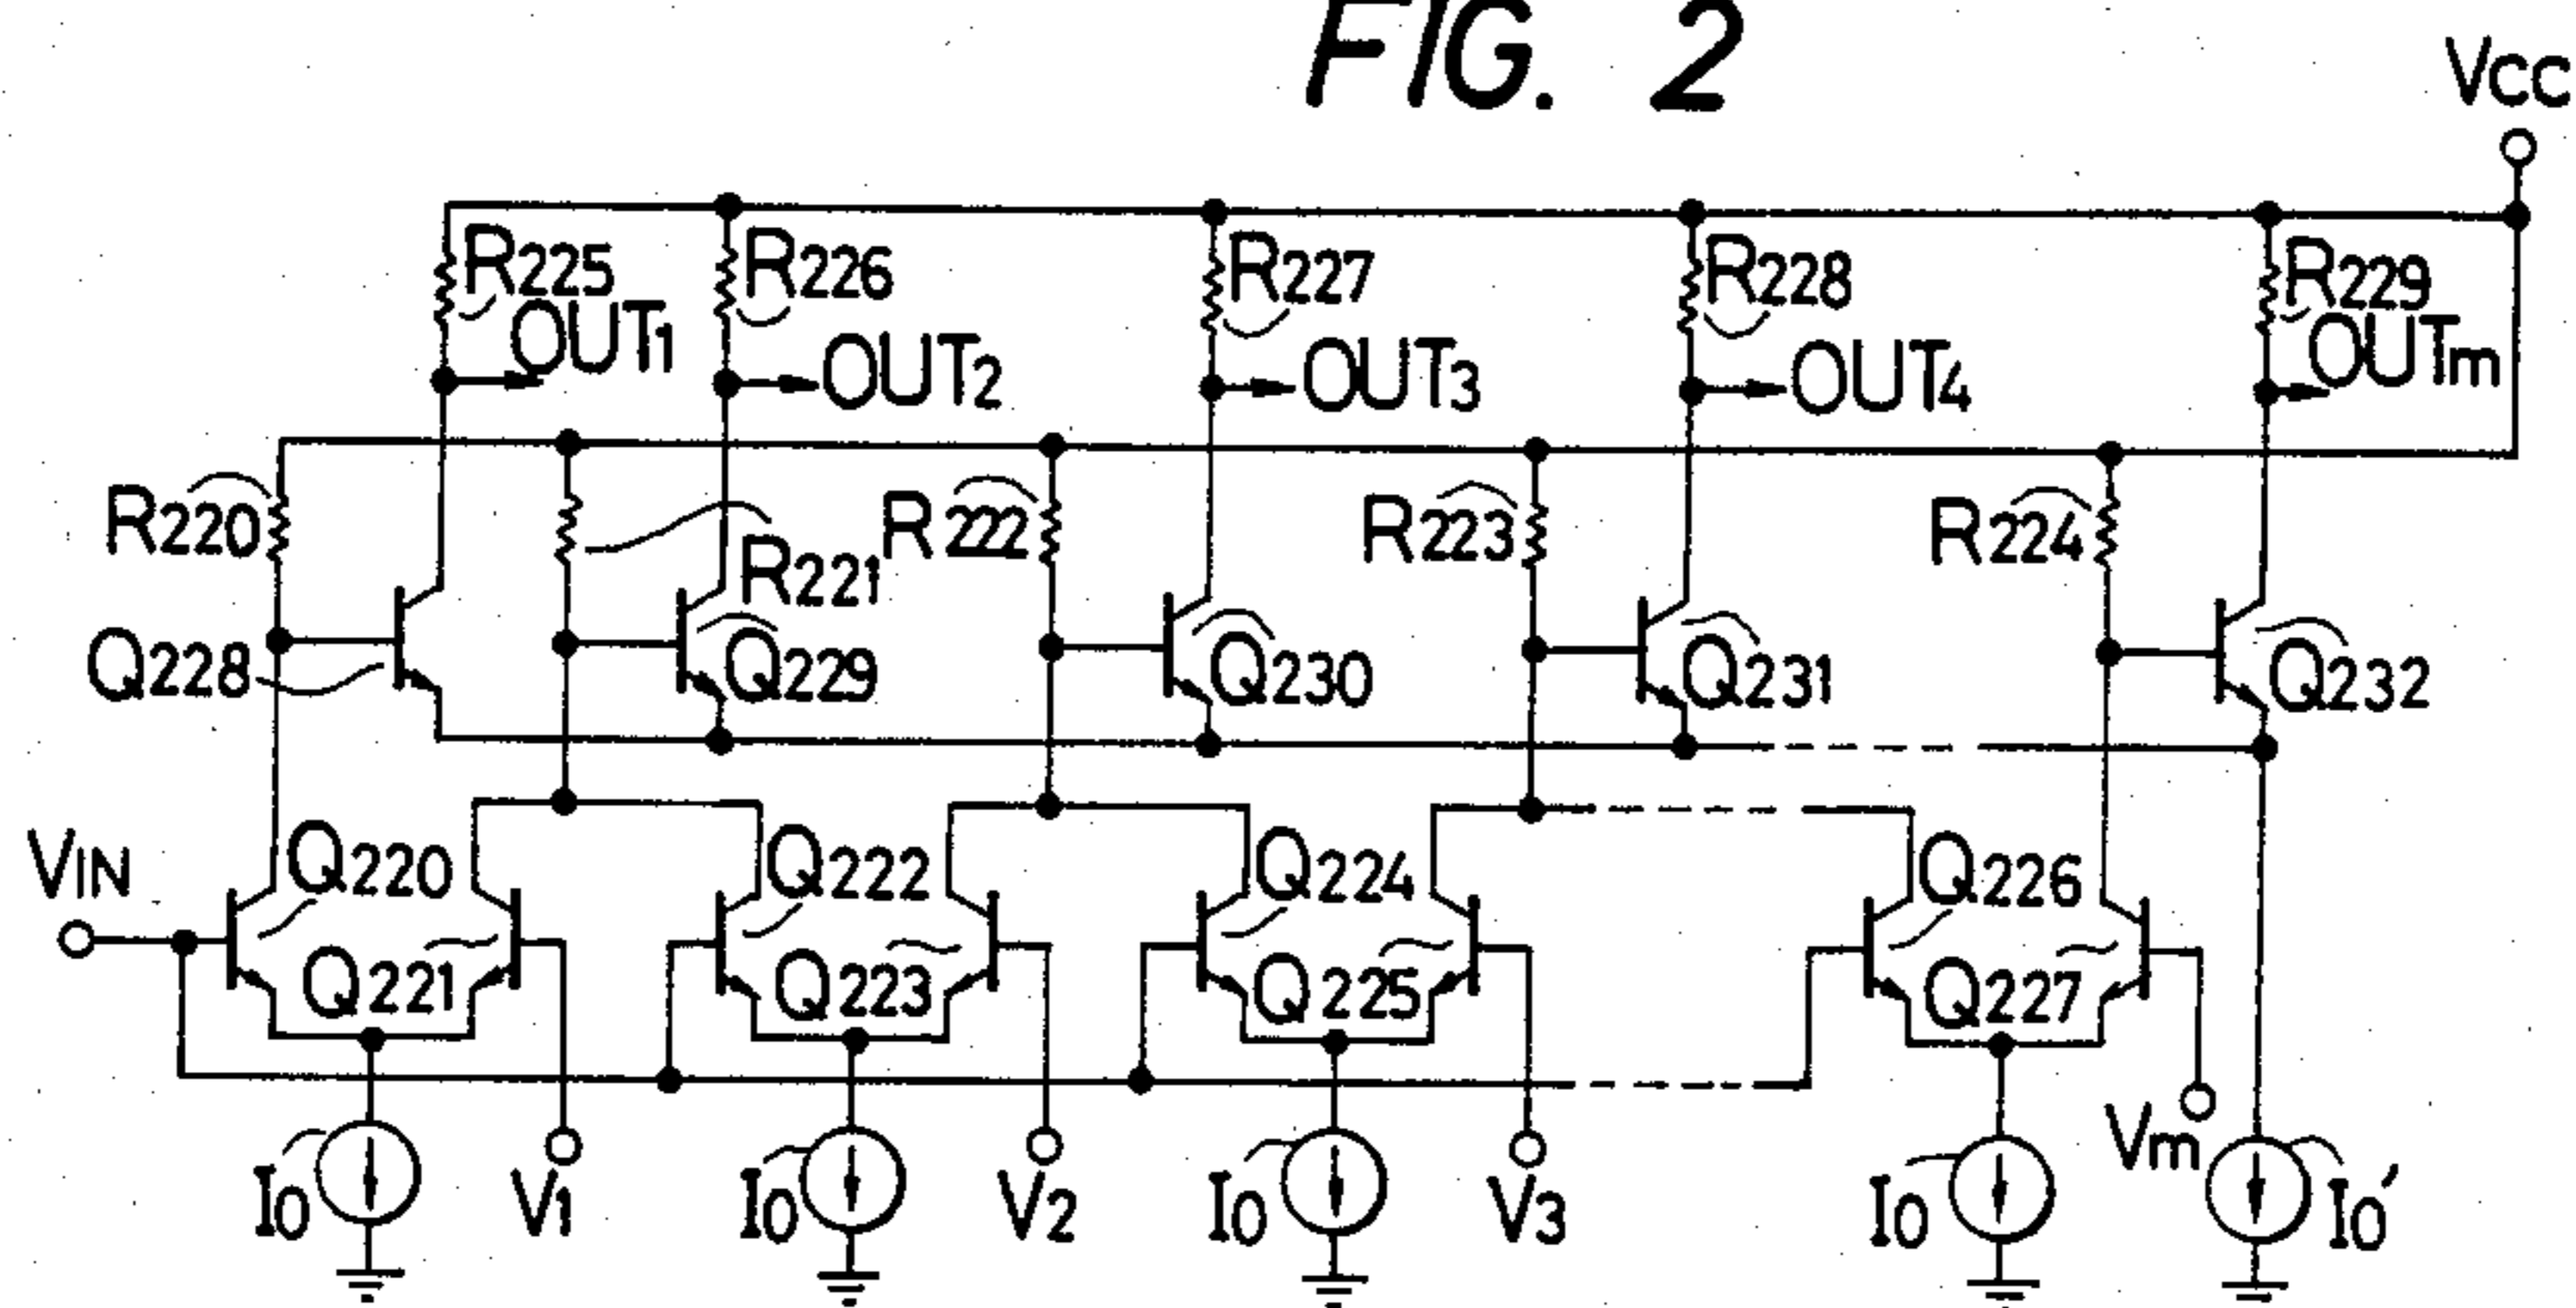 FIG. 2
VCC
R225
R226
R227
R228
R229
OUT1
OUT2
OUT3
OUT4
OUTm
R220
R221
R222
R223
R224
Q228
Q229
Q230
Q231
Q232
VIN
Q220
Q222
Q224
Q226
Q221
Q223
Q225
Q227
I0
V1
I0
V2
I0
V3
I0
Vm
I0'